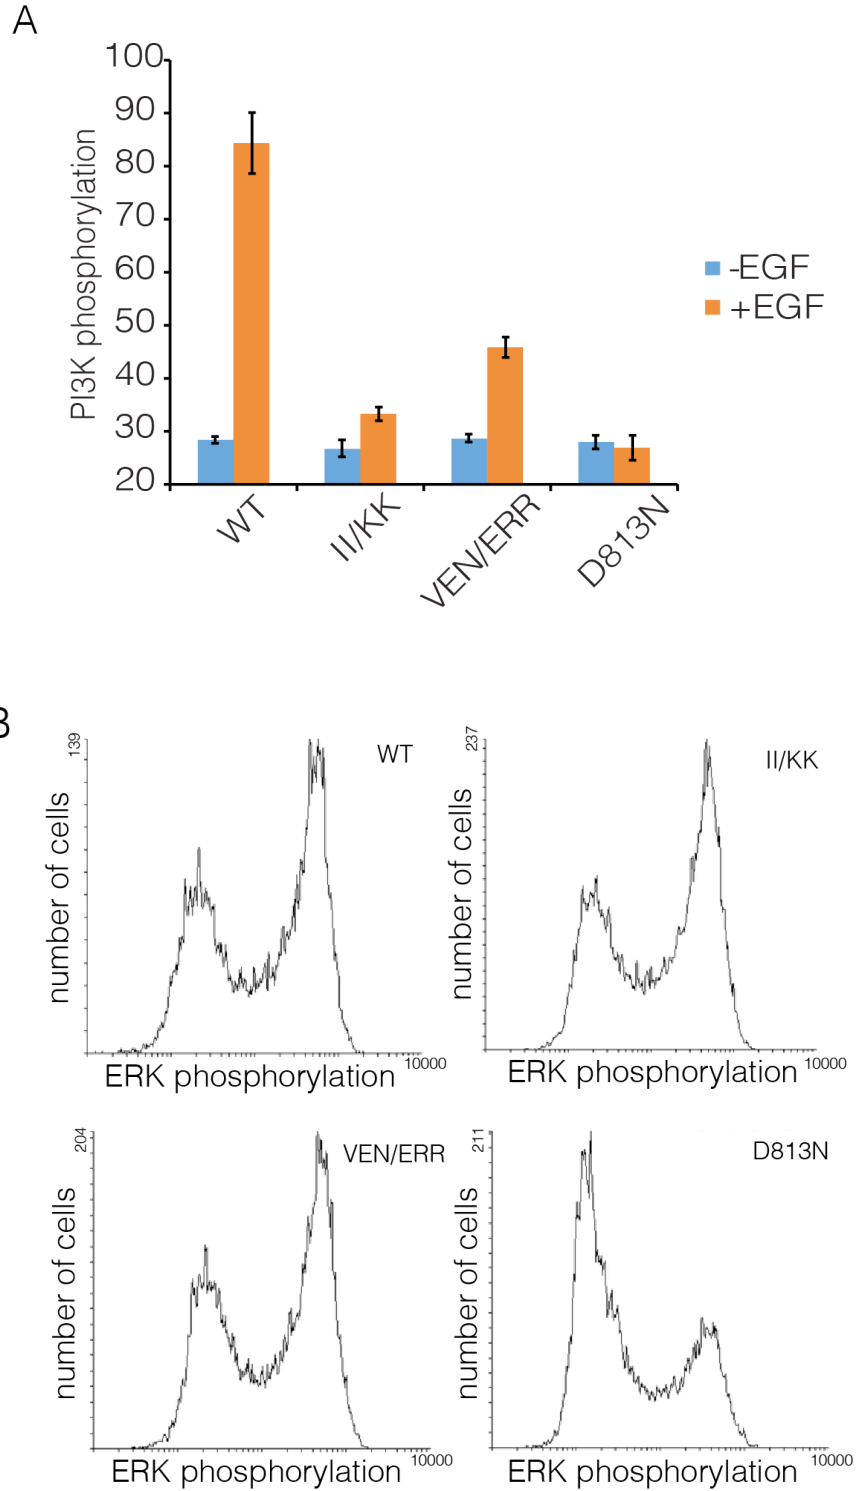 A
100
90
80
70
60
50
40
30
20
PI3K phosphorylation
-EGF
+EGF
WT
II/KK
VEN/ERR
D813N
B
139
WT
number of cells
ERK phosphorylation
10000
237
II/KK
number of cells
ERK phosphorylation
10000
204
VEN/ERR
number of cells
ERK phosphorylation
10000
211
D813N
number of cells
ERK phosphorylation
10000